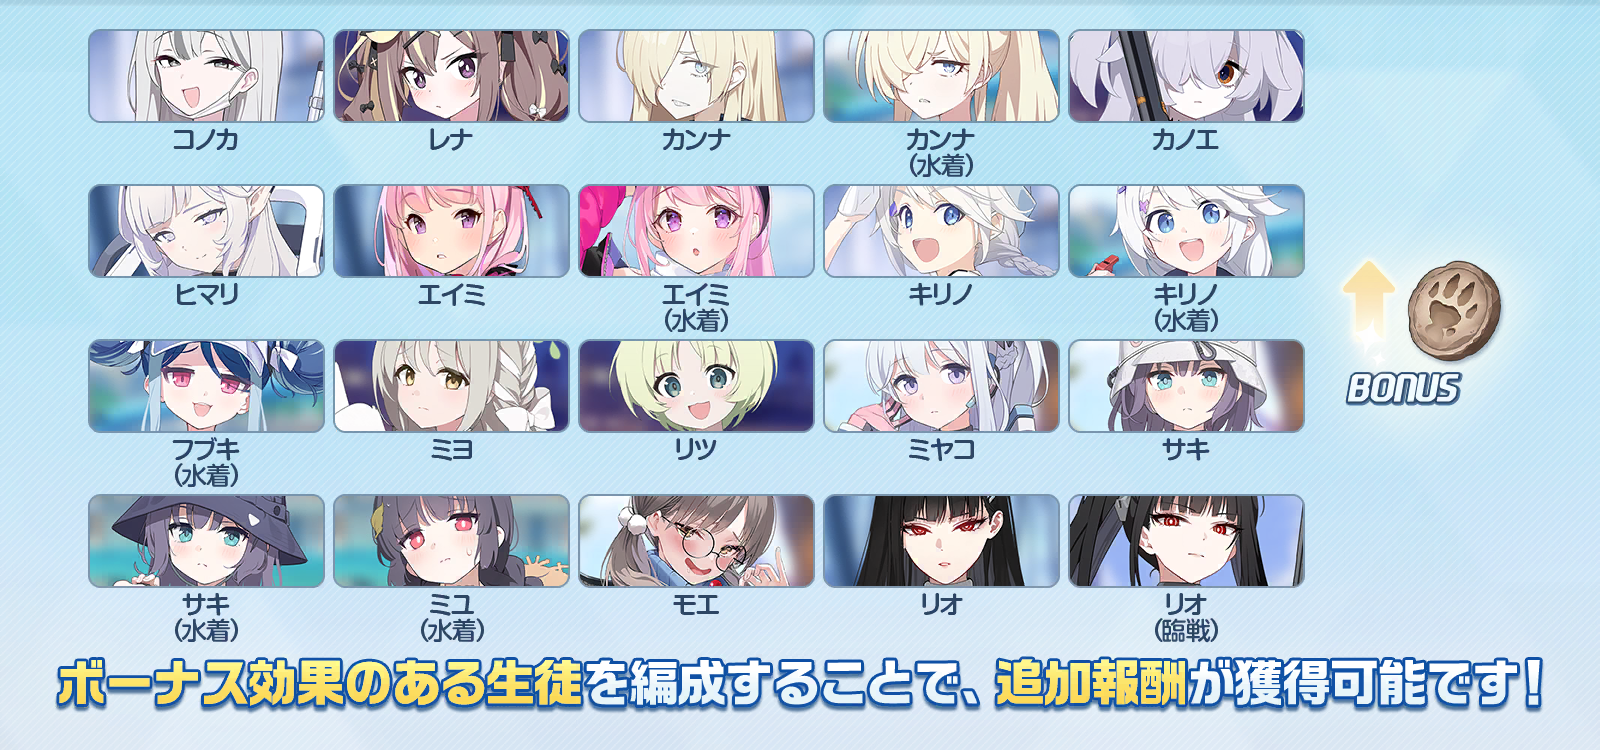 コノカ
レナ
カンナ
カンナ
(水着)
カノエ
ヒマリ
エイミ
エイミ
(水着)
キリノ
キリノ
(水着)
フブキ
(水着)
ミヨ
リツ
ミヤコ
サキ
サキ
(水着)
ミユ
(水着)
モエ
リオ
リオ
(臨戦)
BONUS
ボーナス効果のある生徒を編成することで、追加報酬が獲得可能です!